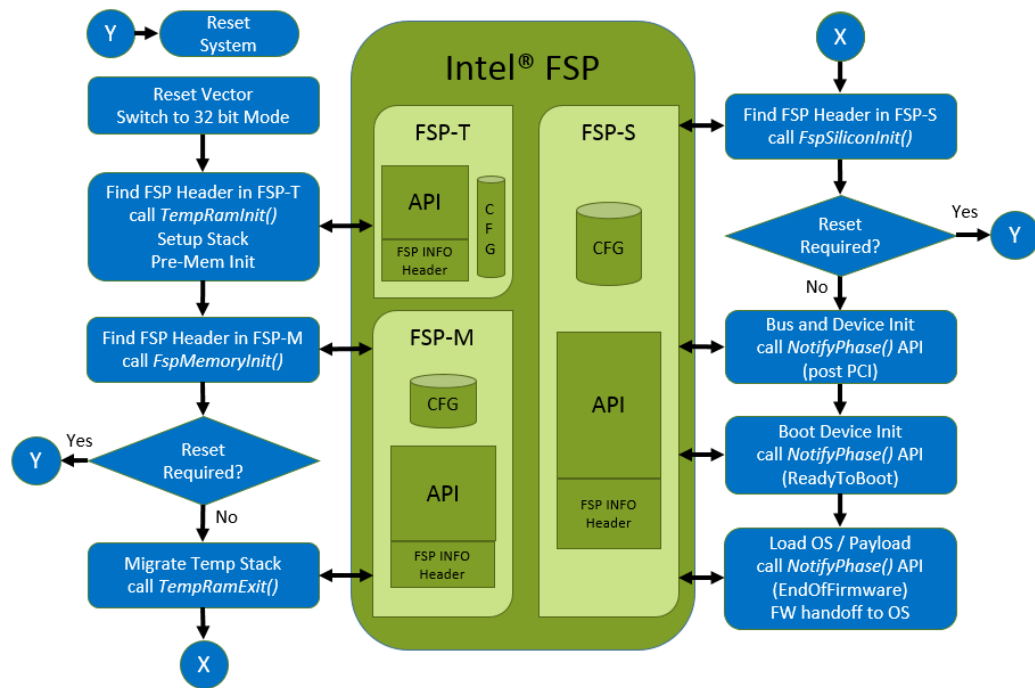 Y
Reset
System
Reset Vector
Switch to 32 bit Mode
Find FSP Header in FSP-T
call TempRamInit()
Setup Stack
Pre-Mem Init
Find FSP Header in FSP-M
call FspMemoryInit()
Yes
Y
Reset
Required?
No
Migrate Temp Stack
call TempRamExit()
X
Intel® FSP
FSP-T
API
FSP INFO
Header
C
F
G
FSP-M
CFG
API
FSP INFO
Header
FSP-S
CFG
API
FSP INFO
Header
X
Find FSP Header in FSP-S
call FspSiliconInit()
Reset
Required?
Yes
Y
No
Bus and Device Init
call NotifyPhase() API
(post PCI)
Boot Device Init
call NotifyPhase() API
(ReadyToBoot)
Load OS / Payload
call NotifyPhase() API
(EndOfFirmware)
FW handoff to OS